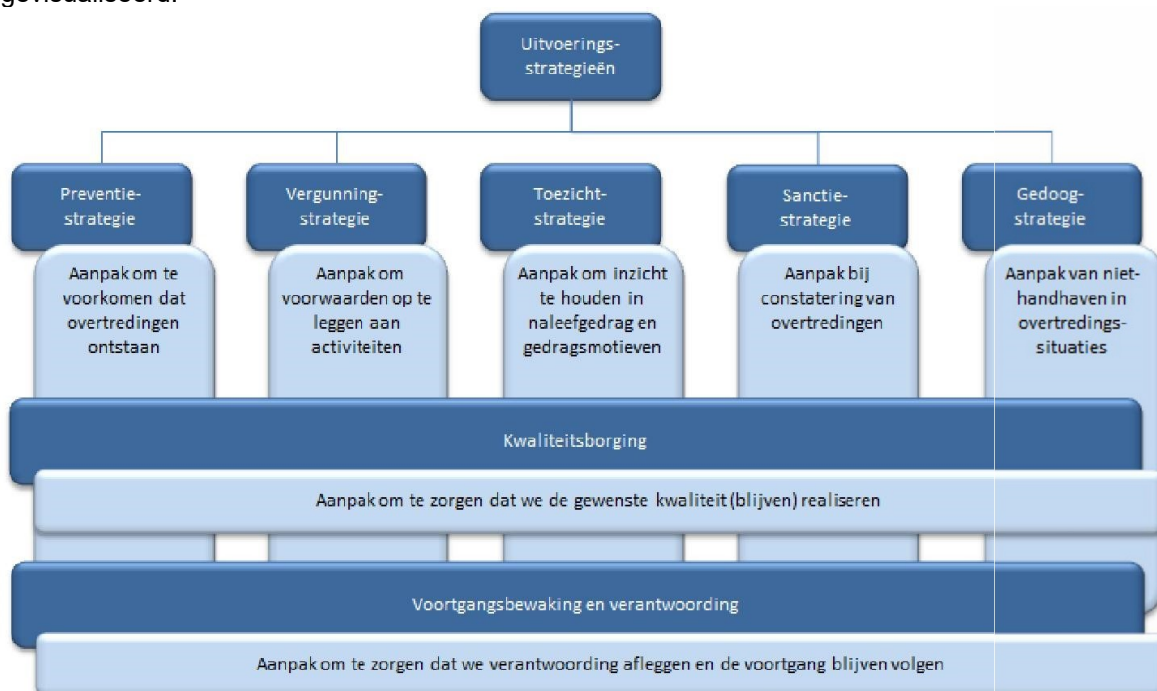 gevisualiseerd.
Uitvoerings-
strategieën
Preventie-
strategie
Vergunning-
strategie
Toezicht-
strategie
Sanctie-
strategie
Gedoog-
strategie
Aanpak om te
voorkomen dat
overtredingen
ontstaan
Aanpak om
voorwaarden op te
leggen aan
activiteiten
Aanpak om inzicht
te houden in
naleefgedrag en
gedragsmotieven
Aanpak bij
constatering van
overtredingen
Aanpak van niet-
handhaven in
overtredings-
situaties
Kwaliteitsborging
Aanpak om te zorgen dat we de gewenste kwaliteit (blijven) realiseren
Voortgangsbewaking en verantwoording
Aanpak om te zorgen dat we verantwoording afleggen en de voortgang blijven volgen